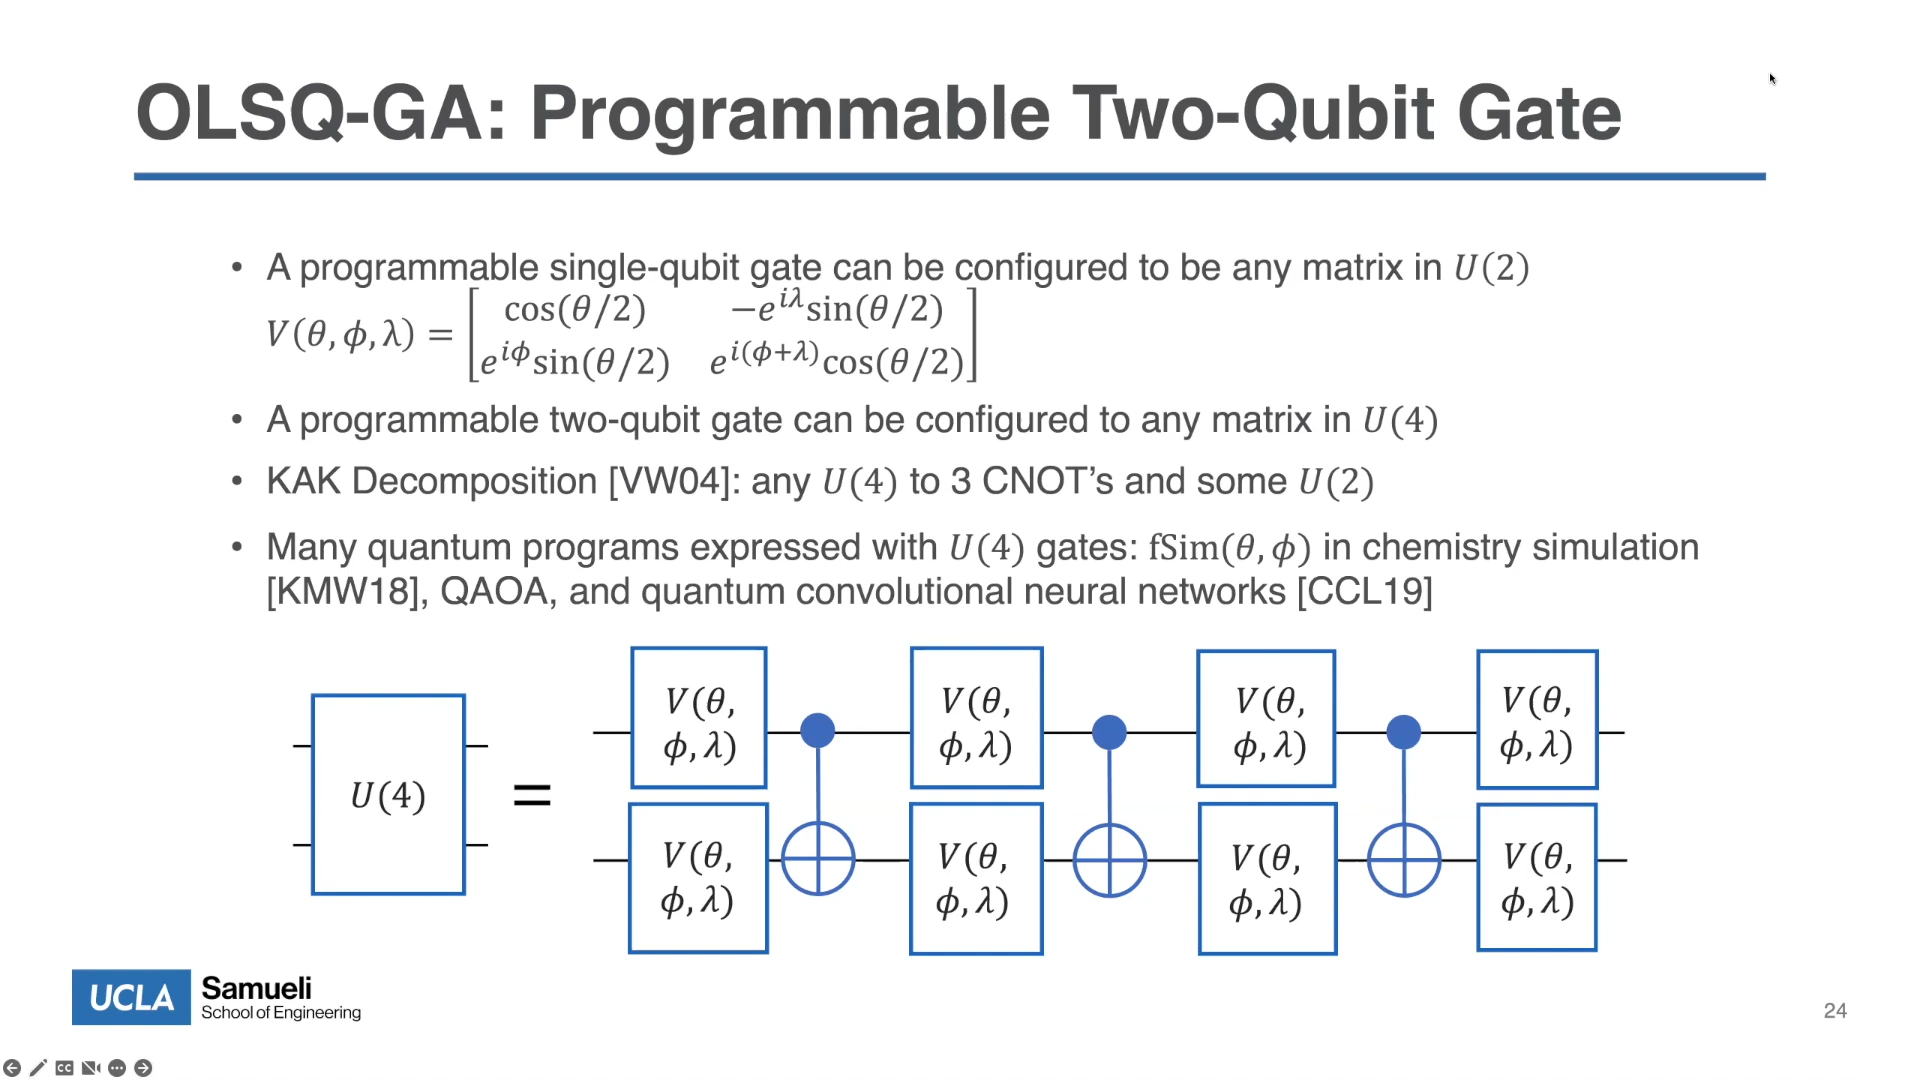 OLSQ-GA: Programmable Two-Qubit Gate
• A programmable single-qubit gate can be configured to be any matrix in U(2)
V(θ, ϕ, λ) = [cos(θ/2) −e^{iλ}sin(θ/2)
e^{iϕ}sin(θ/2) e^{i(ϕ+λ)}cos(θ/2)]
• A programmable two-qubit gate can be configured to any matrix in U(4)
• KAK Decomposition [VW04]: any U(4) to 3 CNOT’s and some U(2)
• Many quantum programs expressed with U(4) gates: fSim(θ, ϕ) in chemistry simulation
[KMW18], QAOA, and quantum convolutional neural networks [CCL19]
U(4)
=
V(θ,
ϕ, λ)
V(θ,
ϕ, λ)
V(θ,
ϕ, λ)
V(θ,
ϕ, λ)
V(θ,
ϕ, λ)
V(θ,
ϕ, λ)
V(θ,
ϕ, λ)
V(θ,
ϕ, λ)
UCLA
Samueli
School of Engineering
24
CC